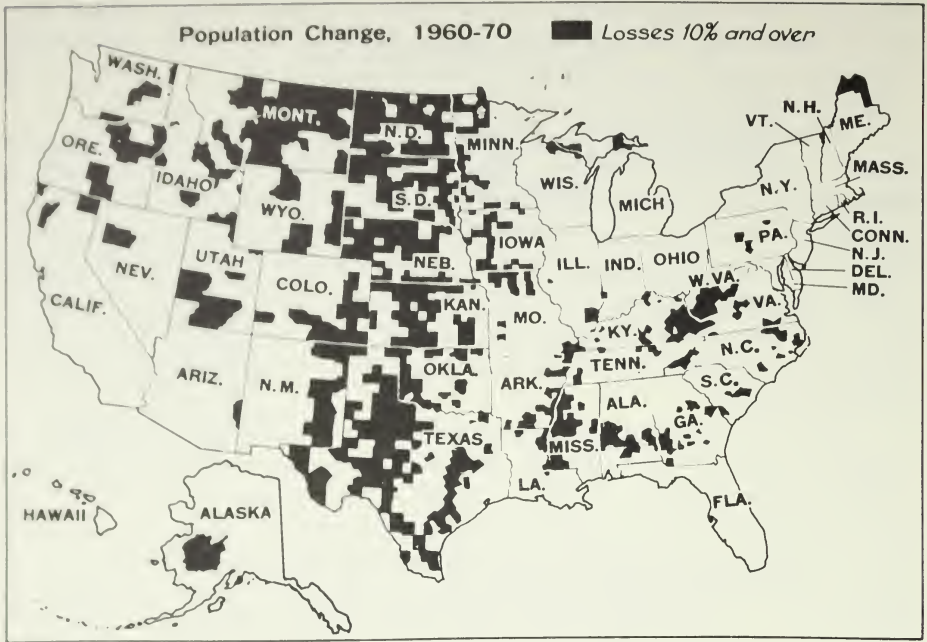 Population Change, 1960-70
Losses 10% and over
WASH.
MONT.
N.D.
MINN.
VT.
N.H.
ME.
ORE.
IDAHO
WYO.
S.D.
WIS.
MICH
N.Y.
MASS.
R.I.
CONN.
N.J.
DEL.
MD.
NEV.
UTAH
COLO.
NEB.
IOWA
ILL.
IND.
OHIO
PA.
CALIF.
KAN.
MO.
KY.
W.VA.
VA.
ARIZ.
N.M.
OKLA.
ARK.
TENN.
N.C.
S.C.
TEXAS
LA.
MISS.
ALA.
GA.
FLA.
HAWAII
ALASKA